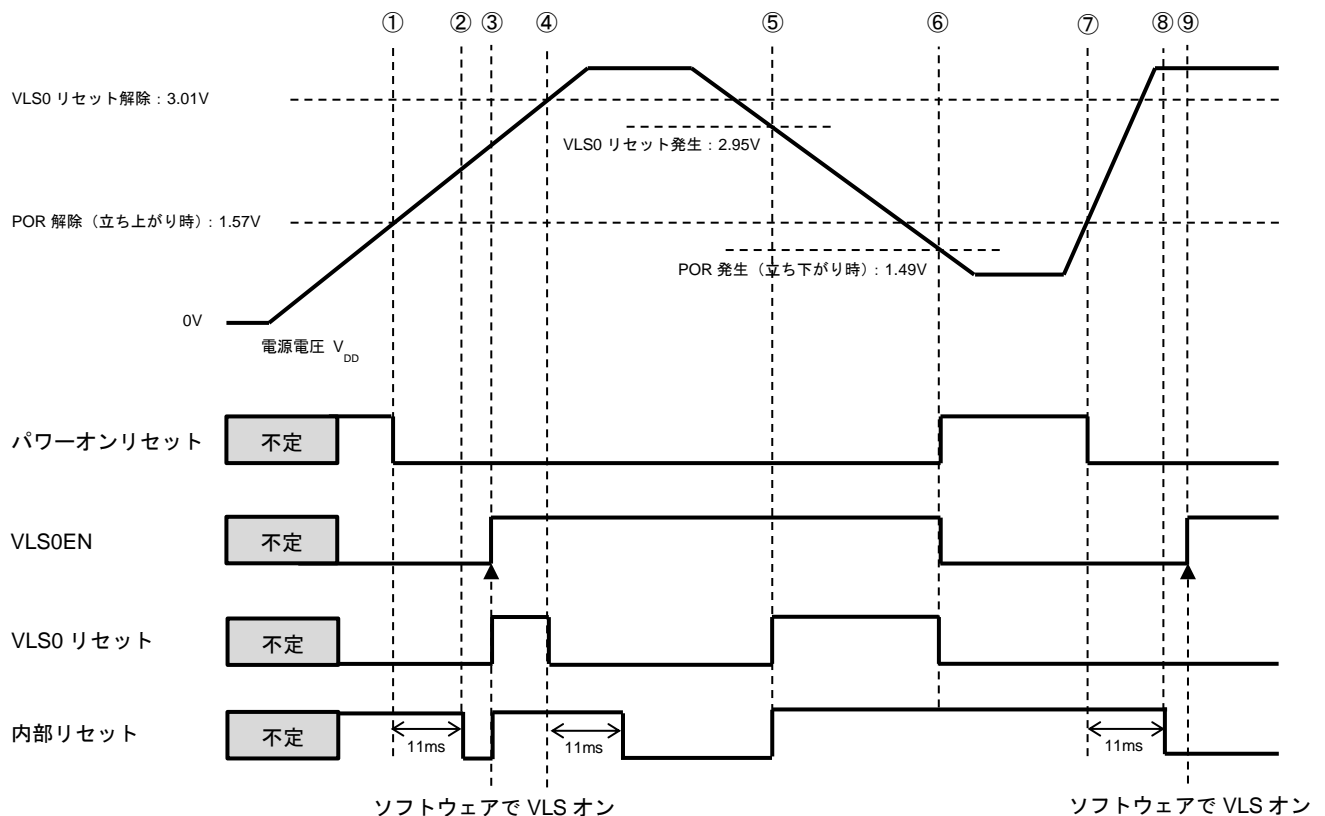 ① ② ③ ④ ⑤ ⑥ ⑦ ⑧ ⑨
VLS0 リセット解除：3.01V
VLS0 リセット発生：2.95V
POR 解除（立ち上がり時）：1.57V
POR 発生（立ち下がり時）：1.49V
0V
電源電圧 VDD
パワーオンリセット 不定
VLS0EN 不定
VLS0 リセット 不定
内部リセット 不定 11ms 11ms 11ms
ソフトウェアで VLS オン ソフトウェアで VLS オン